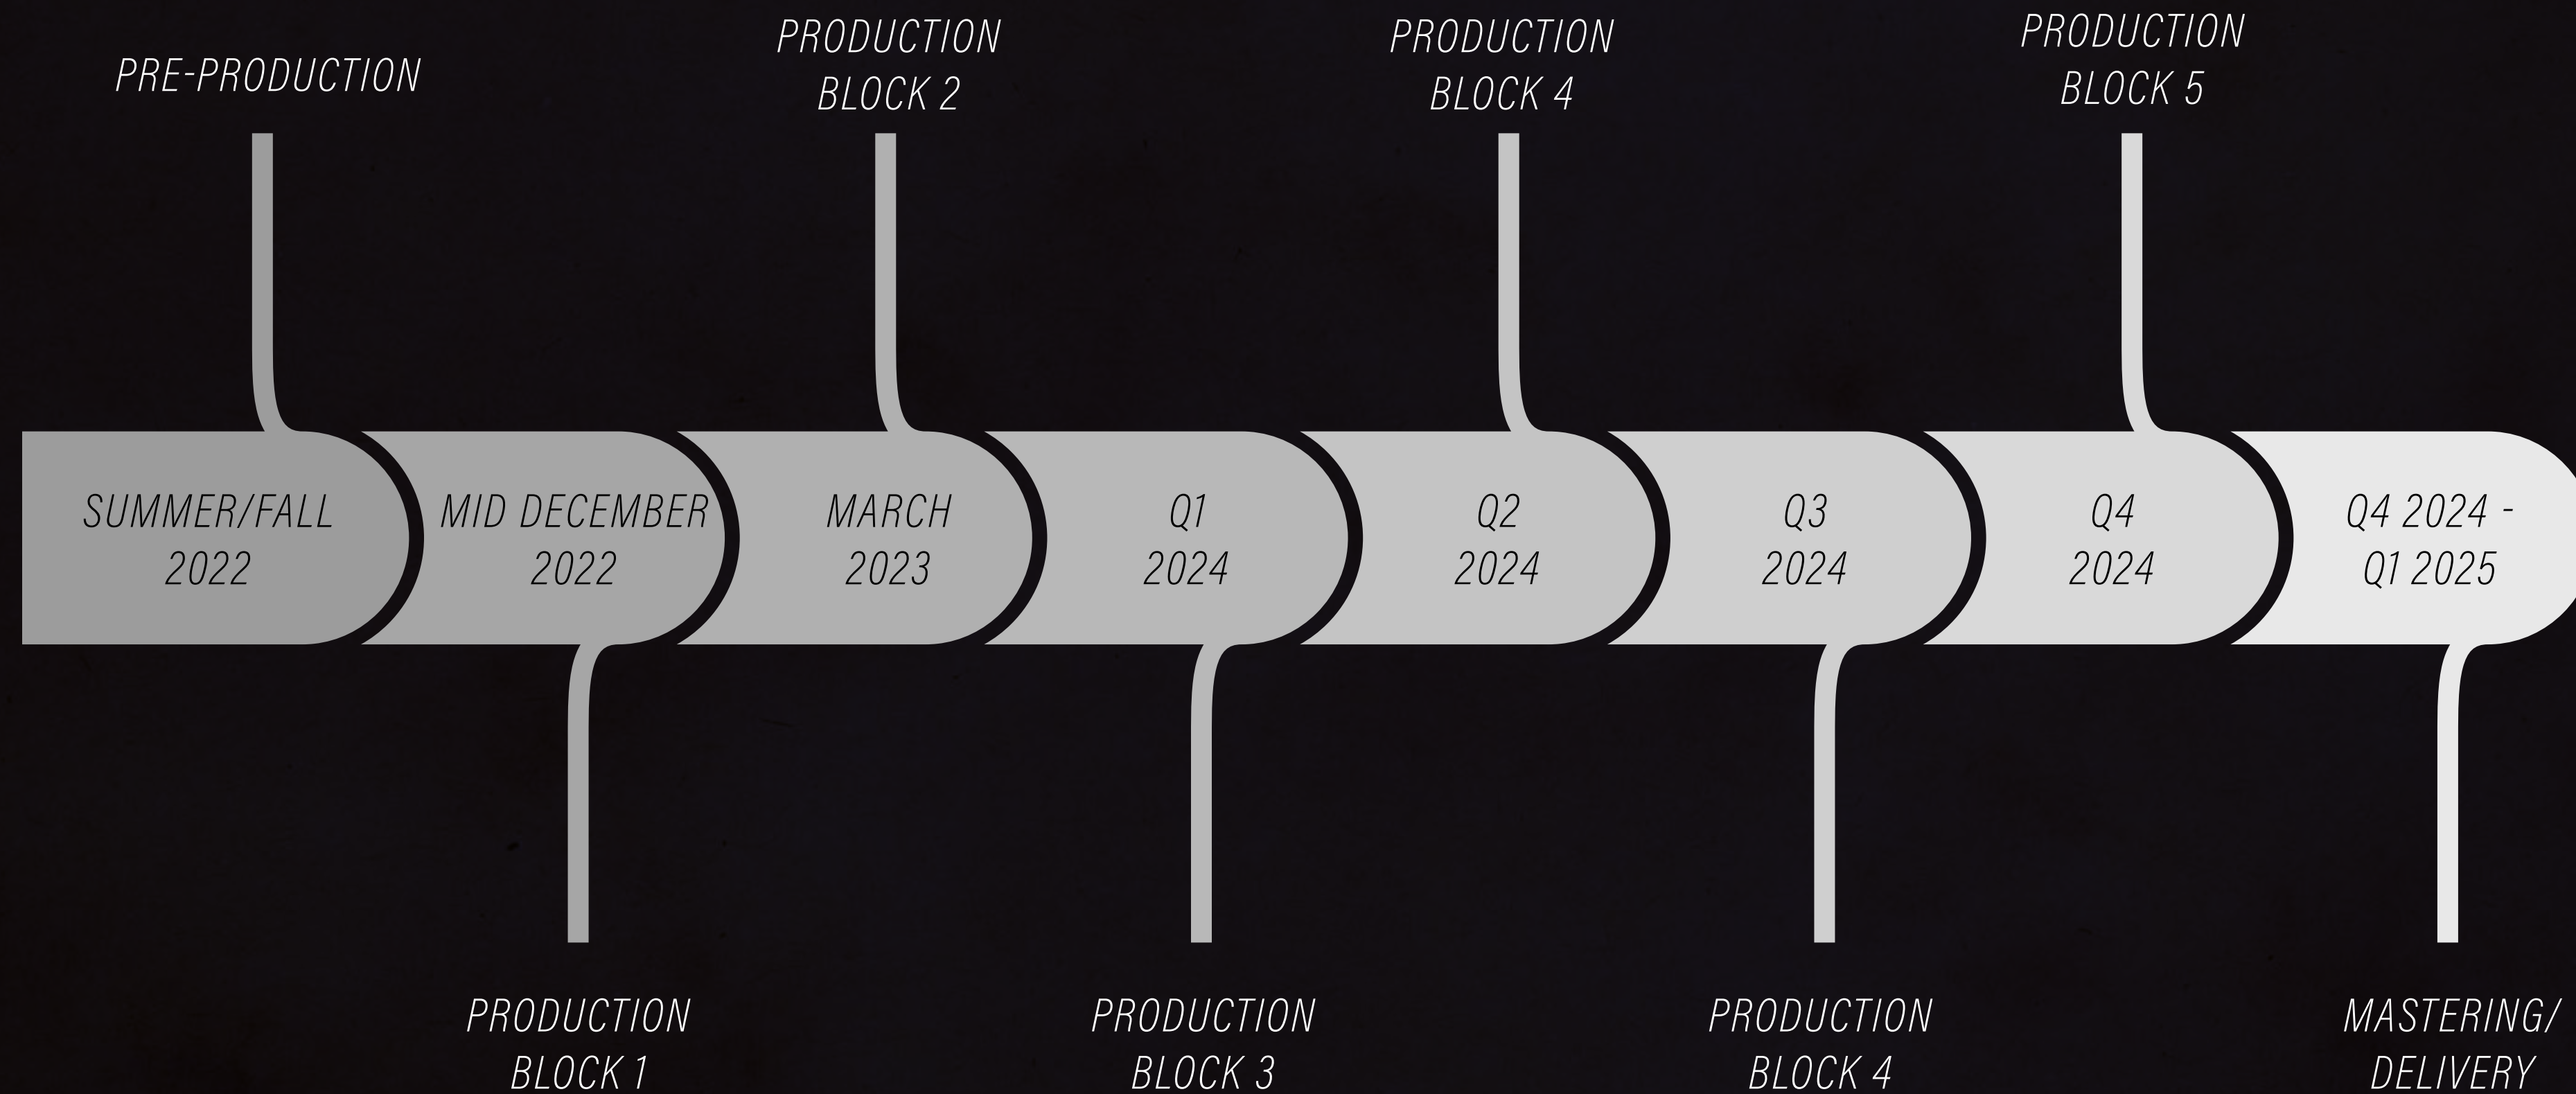 PRE-PRODUCTION
PRODUCTION
BLOCK 2
PRODUCTION
BLOCK 4
PRODUCTION
BLOCK 5
SUMMER/FALL
2022
MID DECEMBER
2022
MARCH
2023
Q1
2024
Q2
2024
Q3
2024
Q4
2024
Q4 2024 -
Q1 2025
PRODUCTION
BLOCK 1
PRODUCTION
BLOCK 3
PRODUCTION
BLOCK 4
MASTERING/
DELIVERY